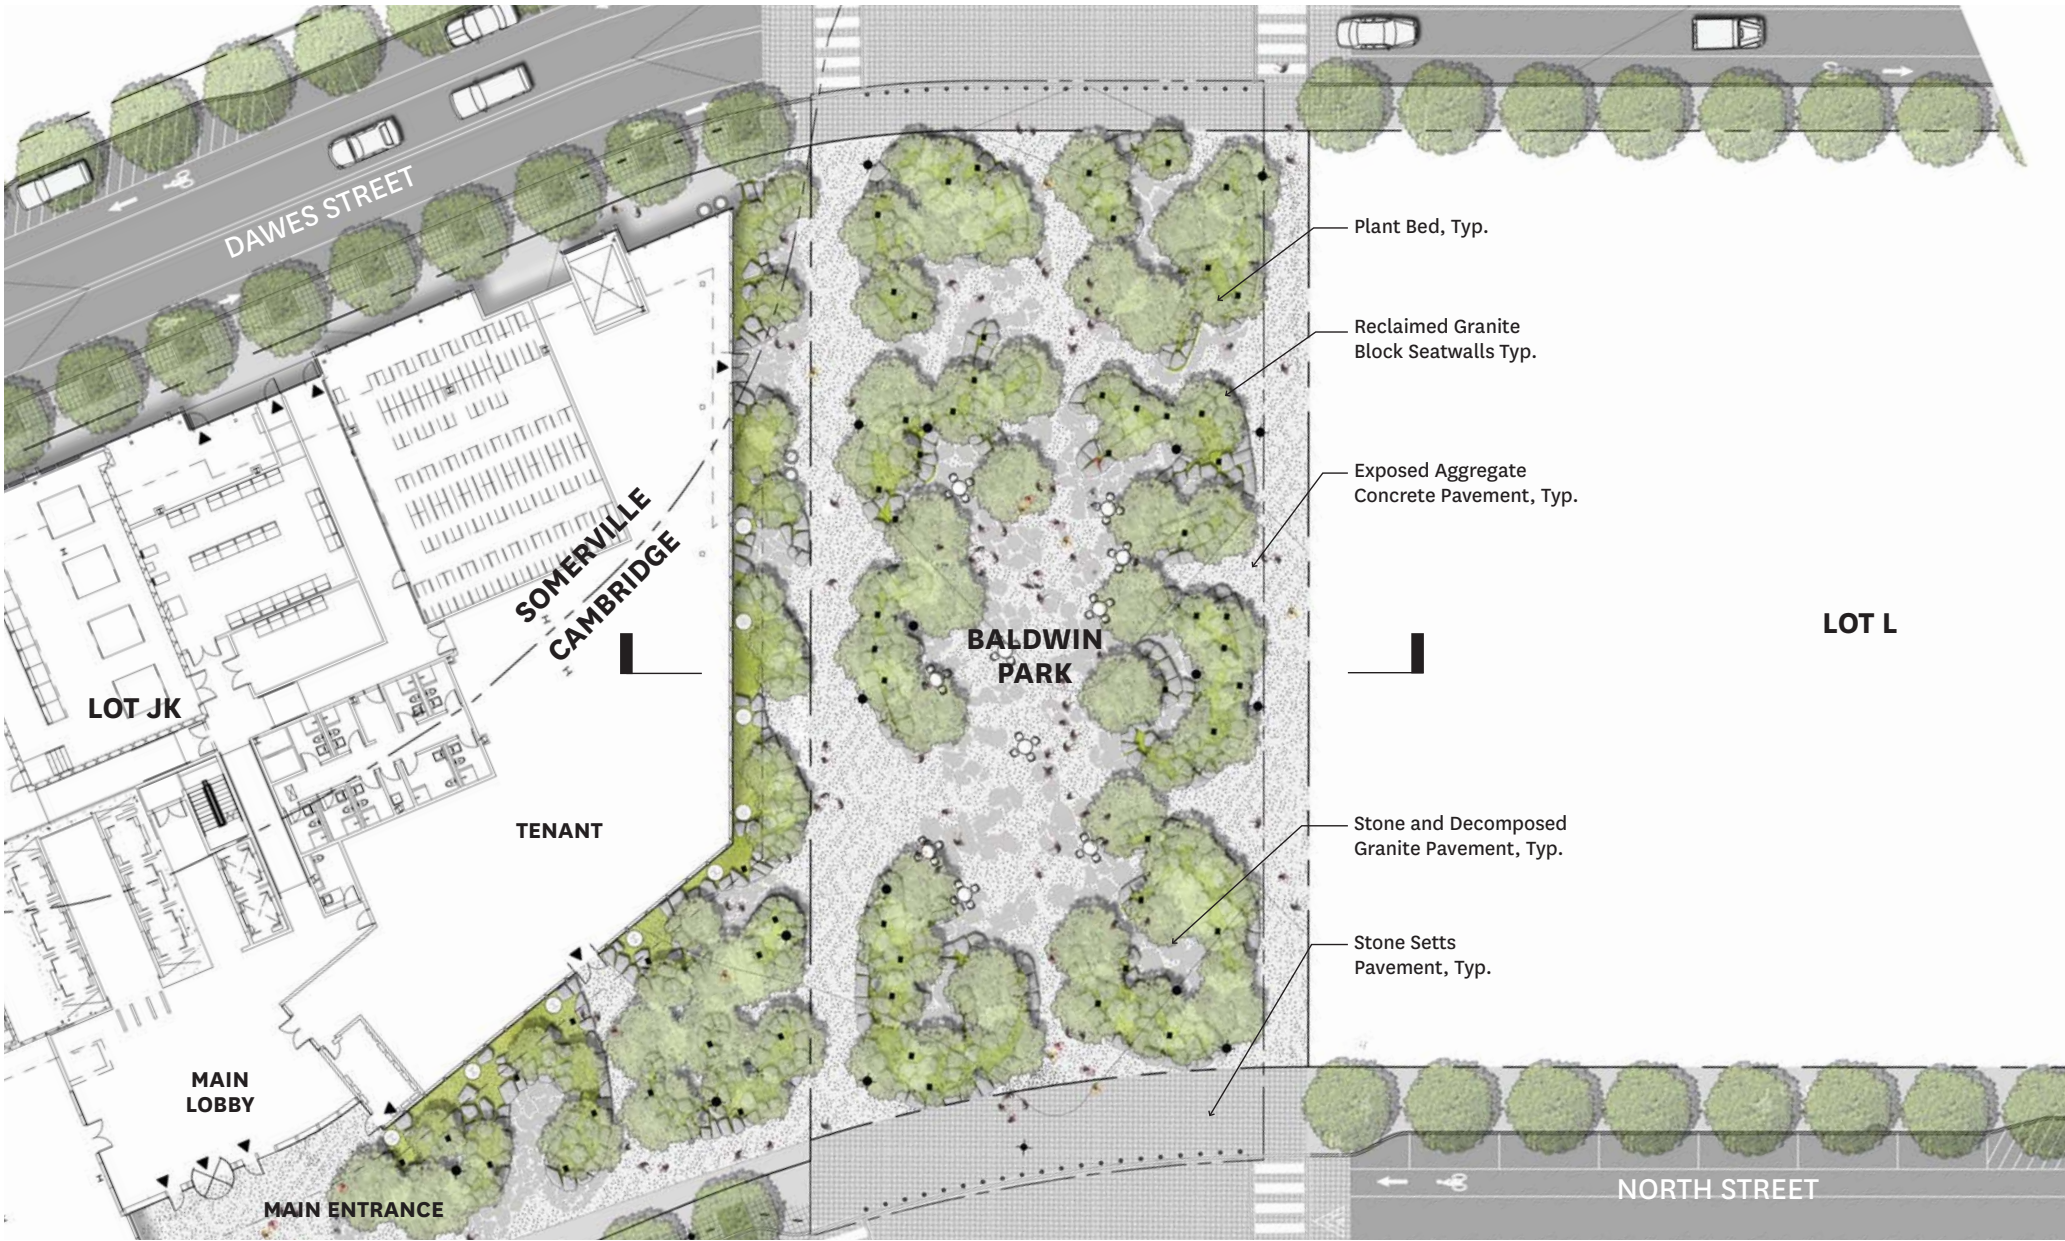 DAWES STREET
Plant Bed, Typ.
Reclaimed Granite
Block Seatwalls Typ.
Exposed Aggregate
Concrete Pavement, Typ.
SOMERVILLE
CAMBRIDGE
BALDWIN
PARK
LOT L
LOT JK
TENANT
Stone and Decomposed
Granite Pavement, Typ.
Stone Setts
Pavement, Typ.
MAIN
LOBBY
MAIN ENTRANCE
NORTH STREET